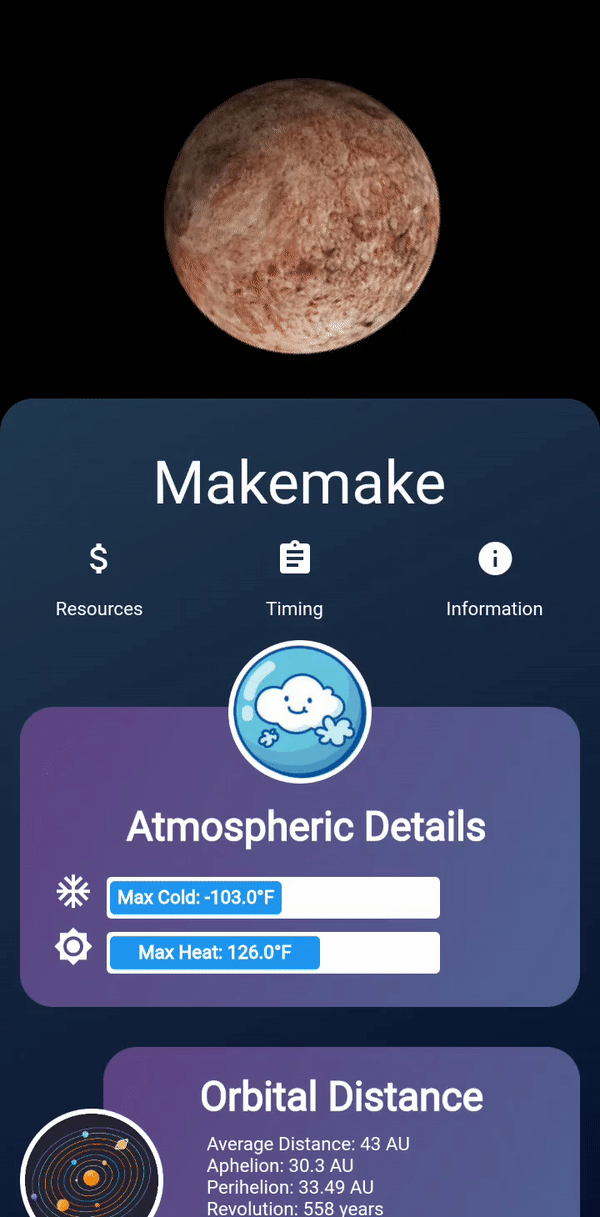 Makemake
Resources
Timing
Information
Atmospheric Details
Max Cold: -103.0°F
Max Heat: 126.0°F
Orbital Distance
Average Distance: 43 AU
Aphelion: 30.3 AU
Perihelion: 33.49 AU
Revolution: 558 years